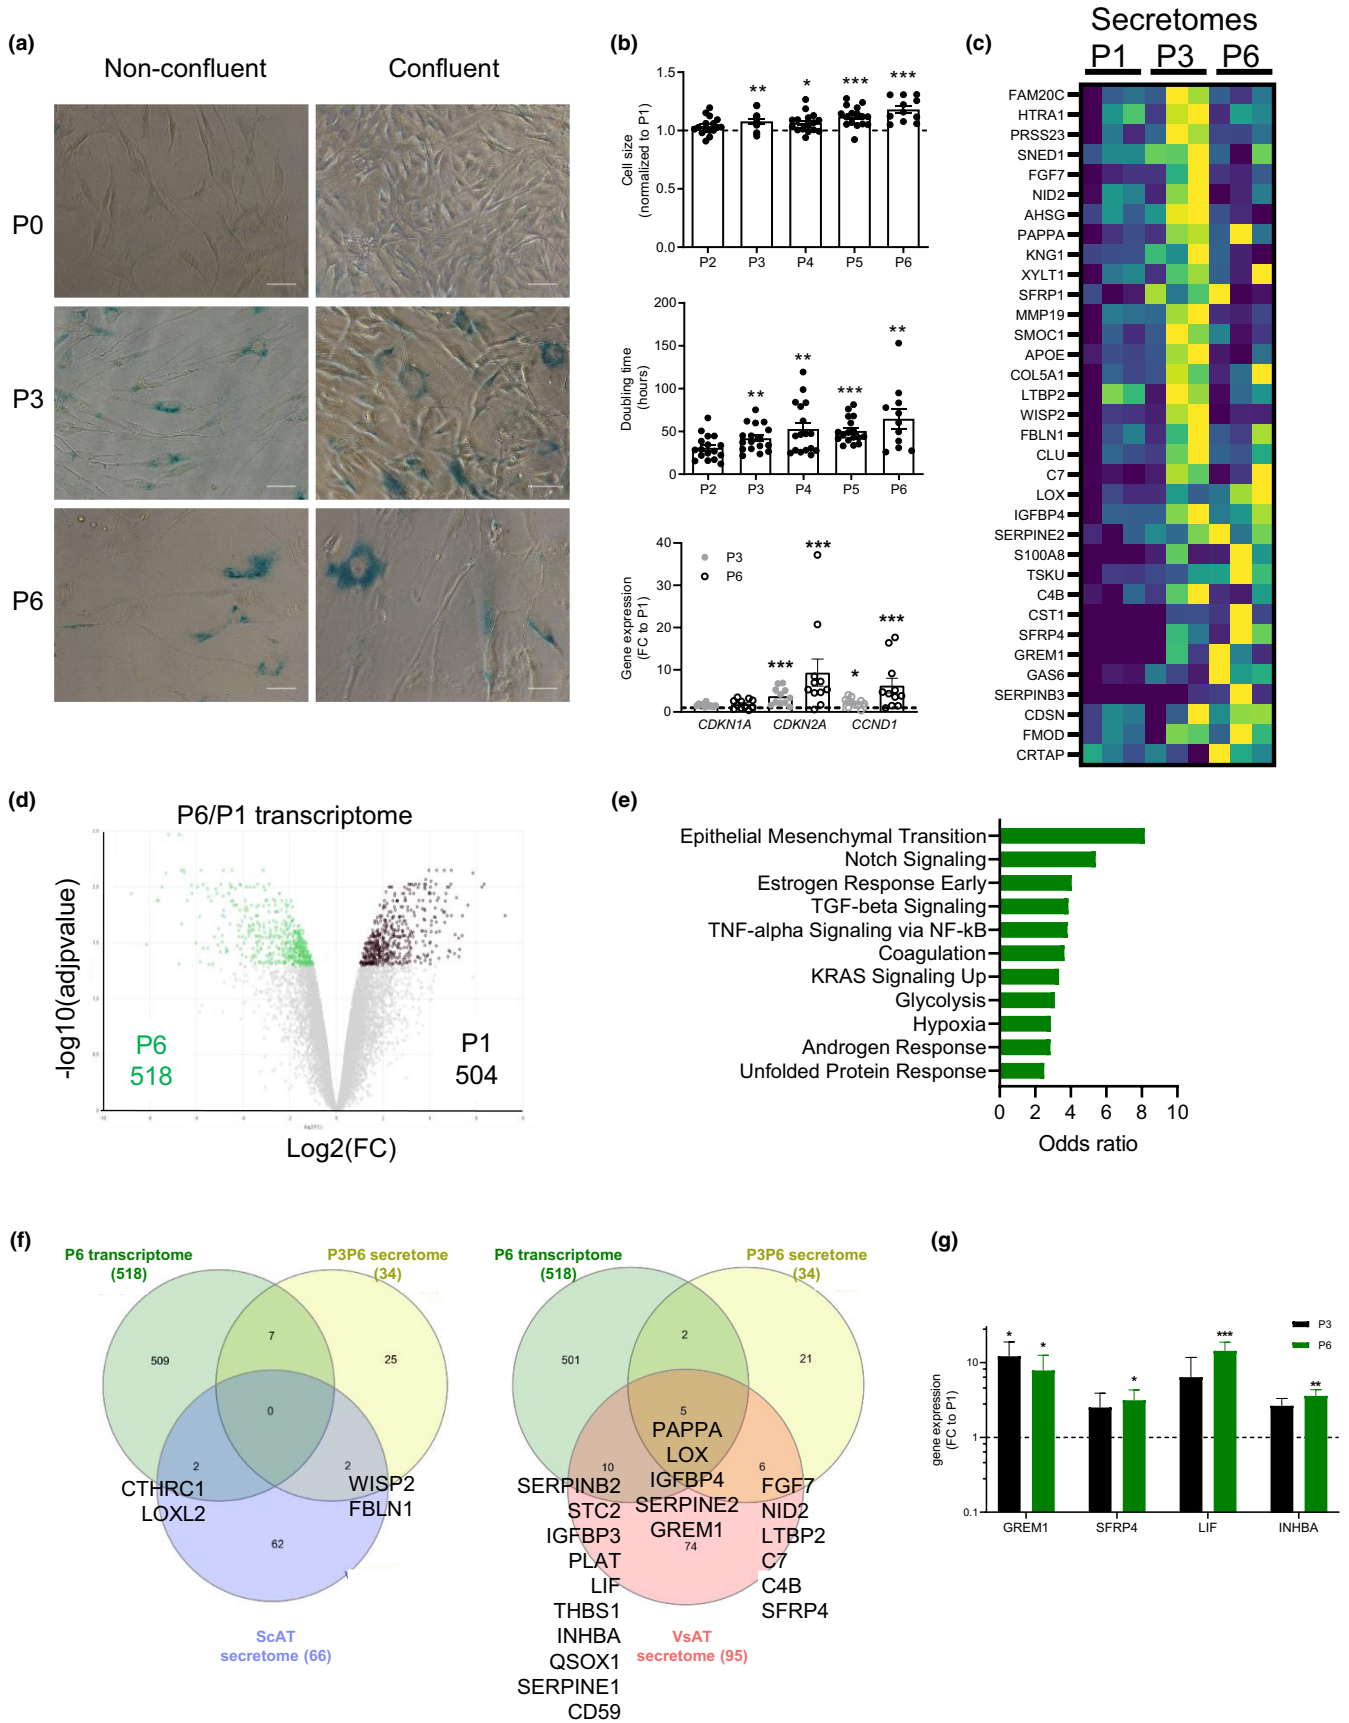 (a)
Non-confluent
Confluent
P0
P3
P6
(b)
1.5
1.0
0.5
0.0
Cell size
(normalized to P1)
**
*
***
***
P2
P3
P4
P5
P6
200
150
100
50
0
Doubling time
(hours)
**
**
***
**
P2
P3
P4
P5
P6
40
30
20
10
0
Gene expression
(FC to P1)
P3
P6
***
***
*
***
CDKN1A
CDKN2A
CCND1
(c)
Secretomes
P1 P3 P6
FAM20C
HTRA1
PRSS23
SNED1
FGF7
NID2
AHSG
PAPPA
KNG1
XYLT1
SFRP1
MMP19
SMOC1
APOE
COL5A1
LTBP2
WISP2
FBLN1
CLU
C7
LOX
IGFBP4
SERPINE2
S100A8
TSKU
C4B
CST1
SFRP4
GREM1
GAS6
SERPINB3
CDSN
FMOD
CRTAP
(d)
P6/P1 transcriptome
-log10(adjpvalue)
P6
518
P1
504
Log2(FC)
(e)
Epithelial Mesenchymal Transition
Notch Signaling
Estrogen Response Early
TGF-beta Signaling
TNF-alpha Signaling via NF-kB
Coagulation
KRAS Signaling Up
Glycolysis
Hypoxia
Androgen Response
Unfolded Protein Response
0 2 4 6 8 10
Odds ratio
(f)
P6 transcriptome
(518)
P3P6 secretome
(34)
509
7
25
0
2
2
CTHRC1
LOXL2
WISP2
FBLN1
62
ScAT
secretome (66)
P6 transcriptome
(518)
P3P6 secretome
(34)
501
2
21
5
PAPPA
LOX
IGFBP4
SERPINE2
GREM1
10
SERPINB2
STC2
IGFBP3
PLAT
LIF
THBS1
INHBA
QSOX1
SERPINE1
CD59
6
FGF7
NID2
LTBP2
C7
C4B
SFRP4
74
VsAT
secretome (95)
(g)
P3
P6
10
1
0.1
gene expression
(FC to P1)
*
*
*
***
**
GREM1
SFRP4
LIF
INHBA